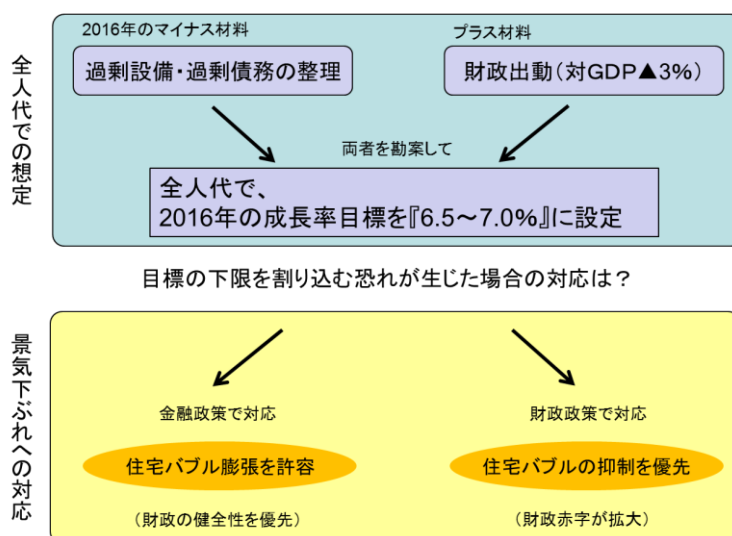 全人代での想定
2016年のマイナス材料
過剰設備・過剰債務の整理
プラス材料
財政出動(対GDP▲3%)
両者を勘案して
全人代で、
2016年の成長率目標を『6.5~7.0%』に設定
目標の下限を割り込む恐れが生じた場合の対応は?
景気下ぶれへの対応
金融政策で対応
住宅バブル膨張を許容
(財政の健全性を優先)
財政政策で対応
住宅バブルの抑制を優先
(財政赤字が拡大)